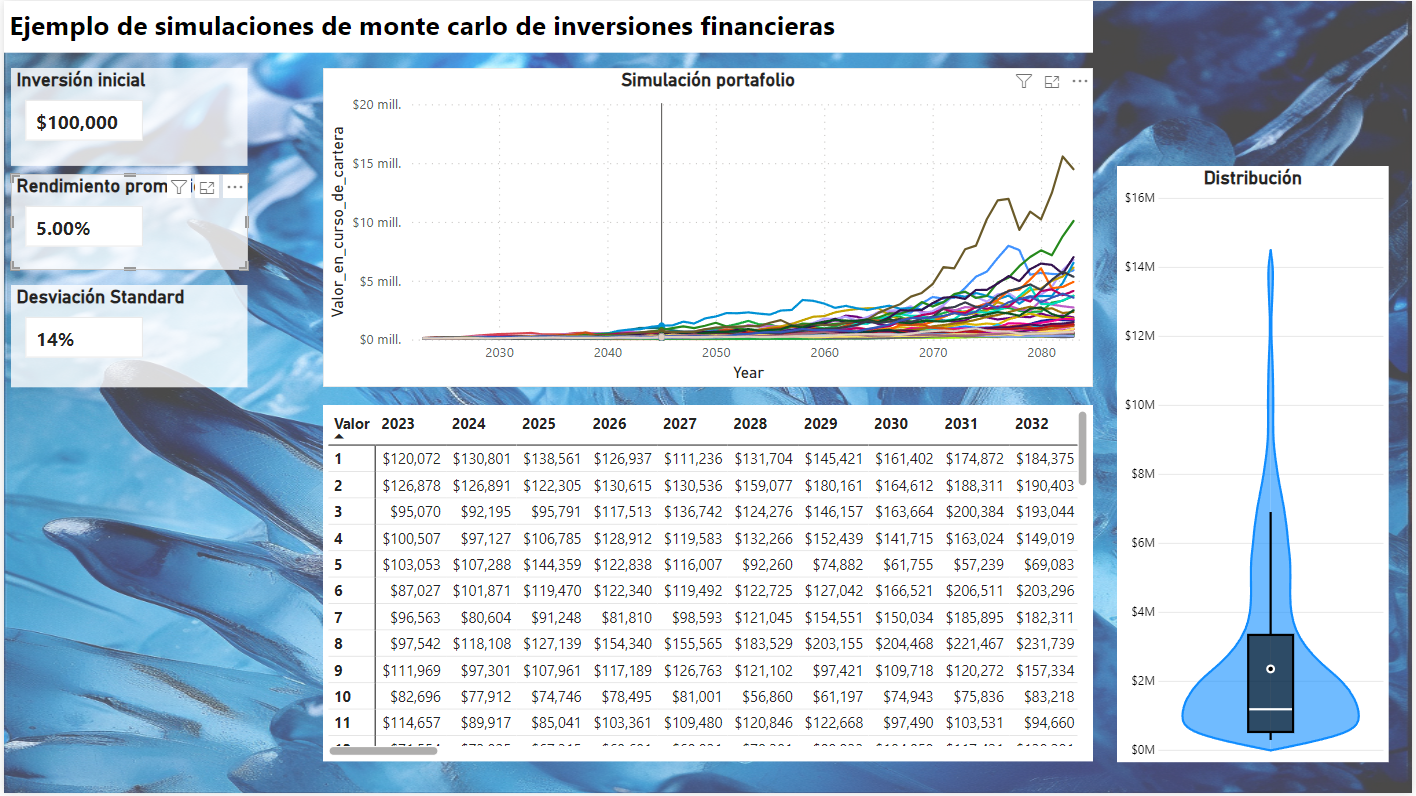 Ejemplo de simulaciones de monte carlo de inversiones financieras
Inversión inicial
$100,000
Rendimiento prom
5.00%
Desviación Standard
14%
Simulación portafolio
Valor_en_curso_de_cartera
$20 mill.
$15 mill.
$10 mill.
$5 mill.
$0 mill.
2030 2040 2050 2060 2070 2080
Year
Valor 2023 2024 2025 2026 2027 2028 2029 2030 2031 2032
1 $120,072 $130,801 $138,561 $126,937 $111,236 $131,704 $145,421 $161,402 $174,872 $184,375
2 $126,878 $126,891 $122,305 $130,615 $130,536 $159,077 $180,161 $164,612 $188,311 $190,403
3 $95,070 $92,195 $95,791 $117,513 $136,742 $124,276 $146,157 $163,664 $200,384 $193,044
4 $100,507 $97,127 $106,785 $128,912 $119,583 $132,266 $152,439 $141,715 $163,024 $149,019
5 $103,053 $107,288 $144,359 $122,838 $116,007 $92,260 $74,882 $61,755 $57,239 $69,083
6 $87,027 $101,871 $119,470 $122,340 $119,492 $122,725 $127,042 $166,521 $206,511 $203,296
7 $96,563 $80,604 $91,248 $81,810 $98,593 $121,045 $154,551 $150,034 $185,895 $182,311
8 $97,542 $118,108 $127,139 $154,340 $155,565 $183,529 $203,155 $204,468 $221,467 $231,739
9 $111,969 $97,301 $107,961 $117,189 $126,763 $121,102 $97,421 $109,718 $120,272 $157,334
10 $82,696 $77,912 $74,746 $78,495 $81,001 $56,860 $61,197 $74,943 $75,836 $83,218
11 $114,657 $89,917 $85,041 $103,361 $109,480 $120,846 $122,668 $97,490 $103,531 $94,660
Distribución
$16M
$14M
$12M
$10M
$8M
$6M
$4M
$2M
$0M